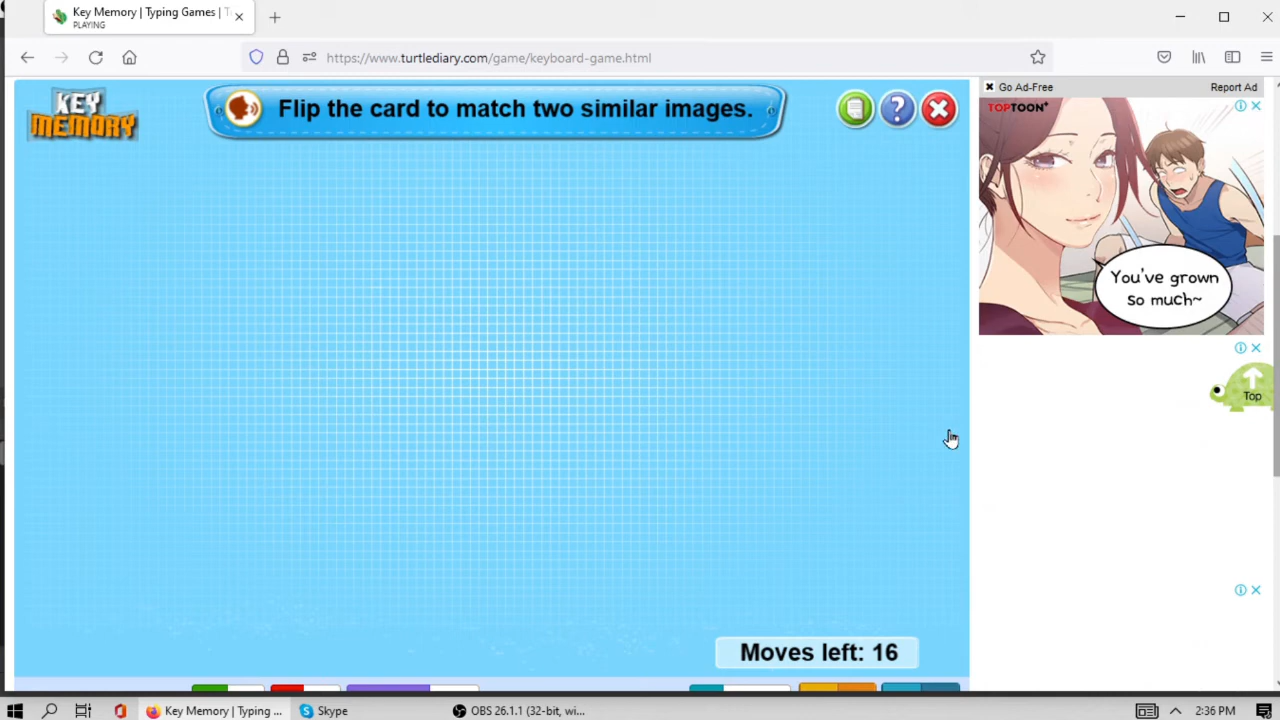 Key Memory | Typing Games | T
PLAYING
https://www.turtlediary.com/game/keyboard-game.html
KEY
MEMORY
Flip the card to match two similar images.
?
Go Ad-Free
Report Ad
TOPTOON+
You've grown
so much~
Top
Moves left: 16
Key Memory | Typing ...
Skype
OBS 26.1.1 (32-bit, wi...
2:36 PM